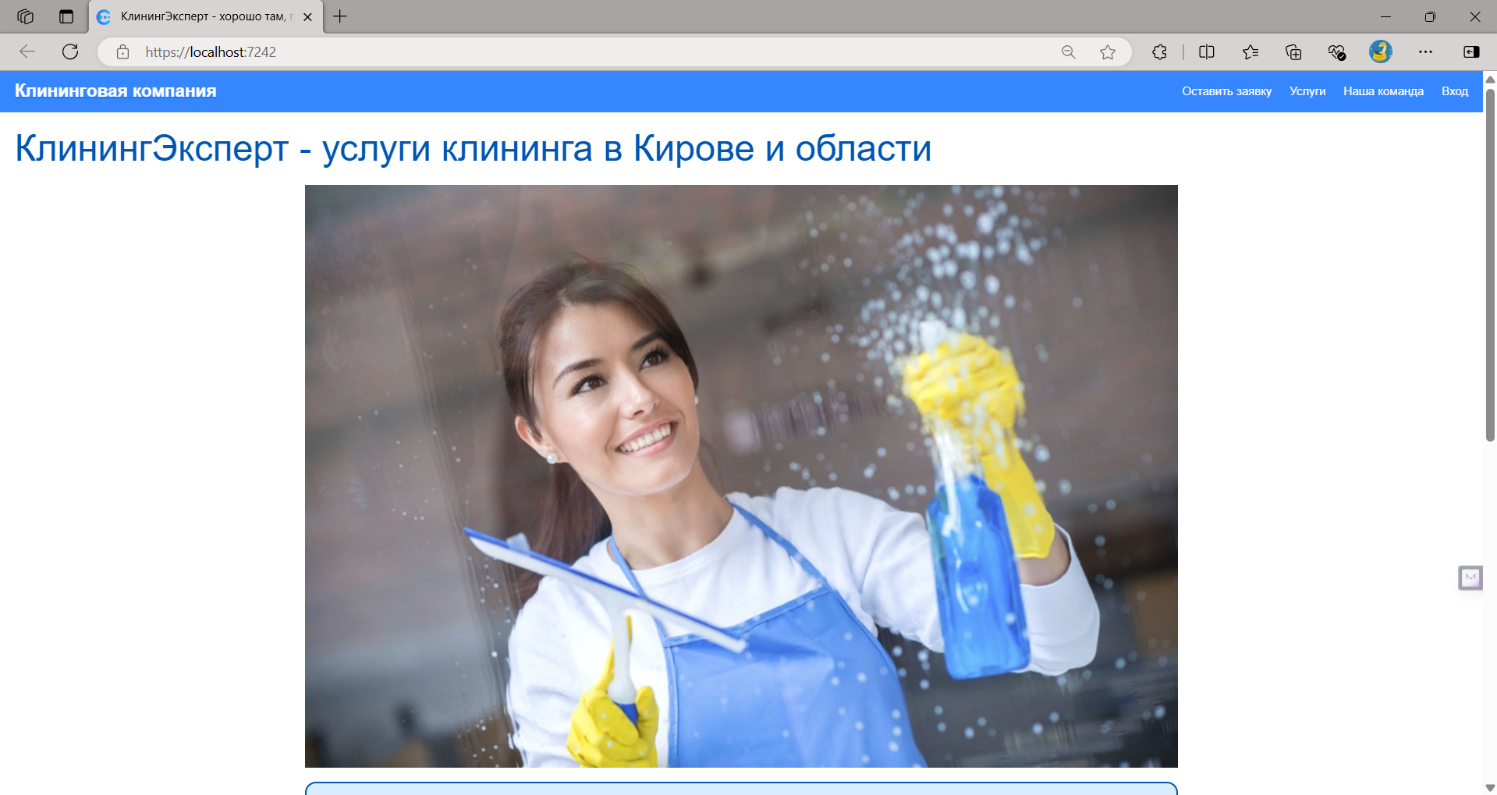 КлинингЭксперт - хорошо там, г
https://localhost:7242
Клининговая компания
Оставить заявку Услуги Наша команда Вход
КлинингЭксперт - услуги клининга в Кирове и области